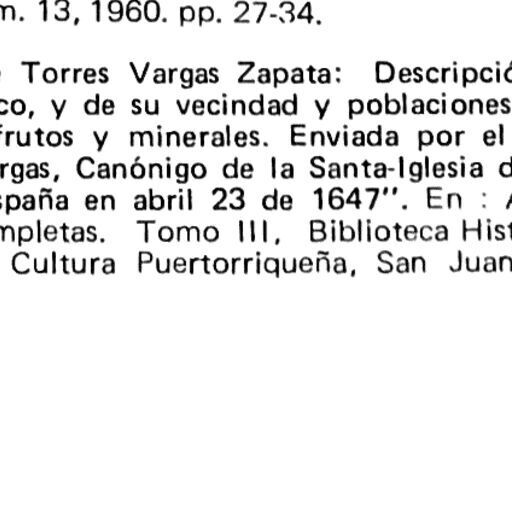 m. 13, 1960. pp. 27-34.
Torres Vargas Zapata: Descripció
co, y de su vecindad y poblaciones
frutos y minerales. Enviada por el
rgas, Canónigo de la Santa-Iglesia d
spaña en abril 23 de 1647". En :
mpletas. Tomo III, Biblioteca Hist
Cultura Puertorriqueña, San Juan